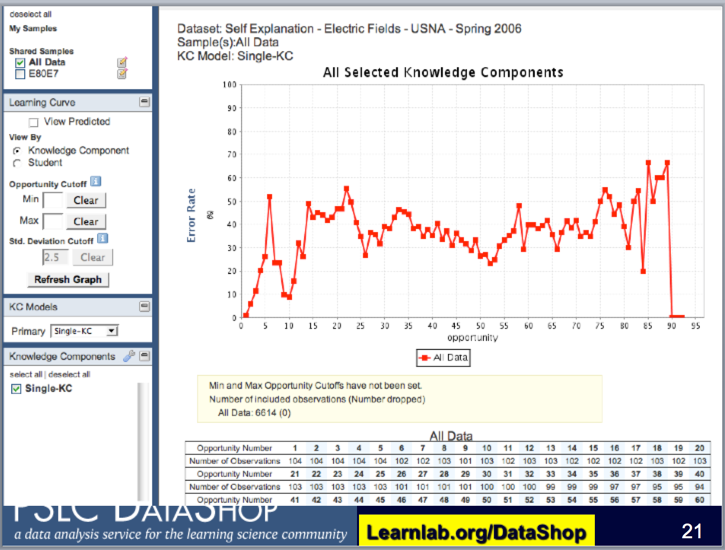 deselect all
My Samples
Shared Samples
All Data
E80E7
Learning Curve
View Predicted
View By
Knowledge Component
Student
Opportunity Cutoff
Min Clear
Max Clear
Std. Deviation Cutoff
2.5 Clear
Refresh Graph
KC Models
Primary Single-KC
Knowledge Components
select all | deselect all
Single-KC
Dataset: Self Explanation - Electric Fields - USNA - Spring 2006
Sample(s):All Data
KC Model: Single-KC
All Selected Knowledge Components
Error Rate
%
100
90
80
70
60
50
40
30
20
10
0
0 5 10 15 20 25 30 35 40 45 50 55 60 65 70 75 80 85 90 95
opportunity
All Data
Min and Max Opportunity Cutoffs have not been set.
Number of included observations (Number dropped)
All Data: 6614 (0)
All Data
Opportunity Number 1 2 3 4 5 6 7 8 9 10 11 12 13 14 15 16 17 18 19 20
Number of Observations 104 104 104 104 104 102 102 103 101 103 102 103 103 102 102 102 102 103 102 103
Opportunity Number 21 22 23 24 25 26 27 28 29 30 31 32 33 34 35 36 37 38 39 40
Number of Observations 103 103 101 103 103 101 101 101 101 100 100 100 99 99 99 97 97 95 95 94
Opportunity Number 41 42 43 44 45 46 47 48 49 50 51 52 53 54 55 56 57 58 59 60
PSLC DATASHOP
a data analysis service for the learning science community
Learnlab.org/DataShop
21